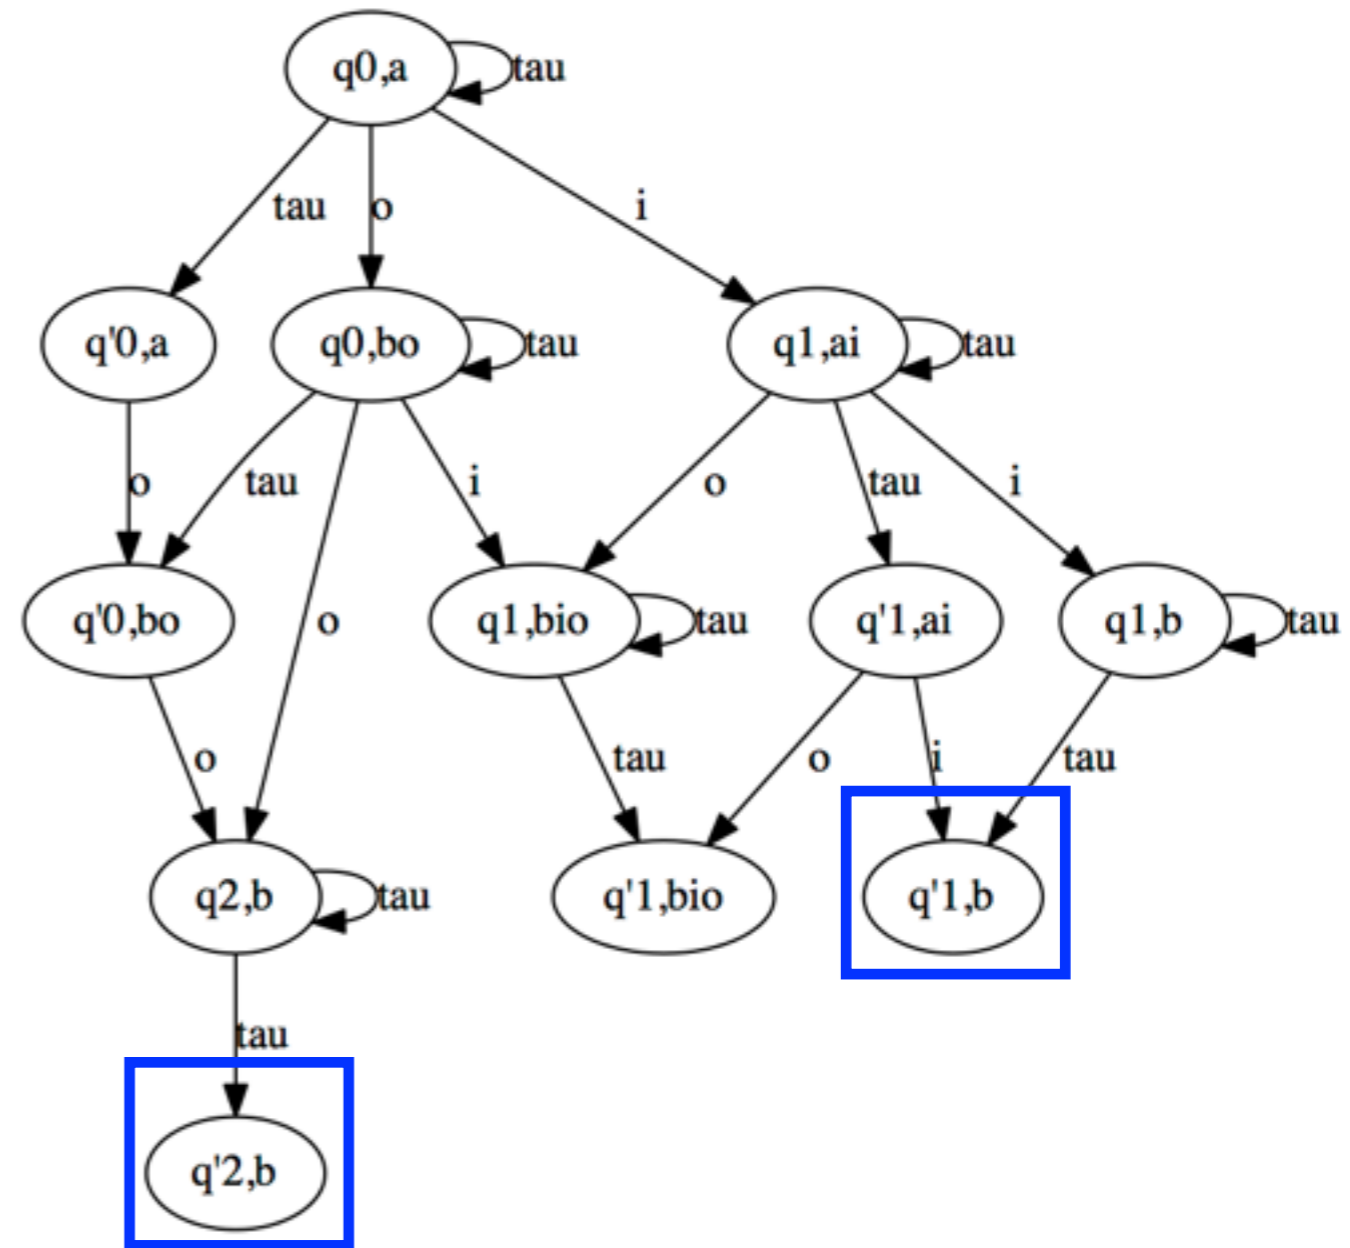 q0,a
tau
tau
o
i
q'0,a
q0,bo
tau
q1,ai
tau
o
tau
i
o
tau
i
q'0,bo
o
q1,bio
tau
q'1,ai
q1,b
tau
o
tau
o
i
tau
q2,b
tau
q'1,bio
q'1,b
tau
q'2,b